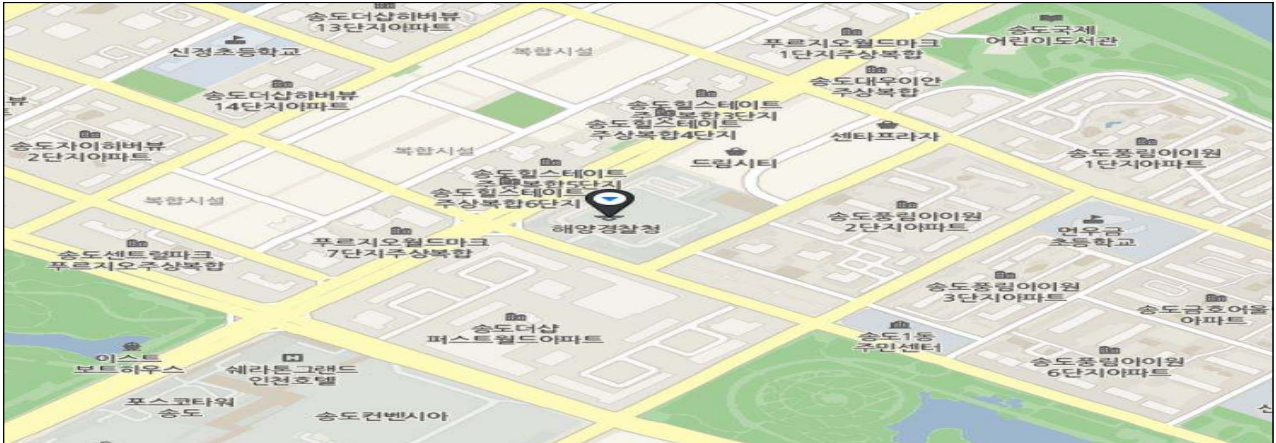 송도더샵하버뷰
13단지아파트
신정초등학교
복합시설
푸르지오월드마크
1단지주상복합
송도국제
어린이도서관
송도더샵하버뷰
14단지아파트
송도힐스테이트
주상복합3단지
송도힐스테이트
주상복합4단지
송도대우이안
주상복합
센타프라자
뷰
트
송도자이하버뷰
2단지아파트
복합시설
드림시티
송도풍림아이원
1단지아파트
복합시설
송도힐스테이트
주상복합5단지
송도힐스테이트
주상복합6단지
해양경찰청
송도풍림아이원
2단지아파트
먼우금
초등학교
송도센트럴파크
푸르지오주상복합
푸르지오월드마크
7단지주상복합
송도풍림아이원
3단지아파트
송도금호어울
아파트
송도더샵
퍼스트월드아파트
송도1동
주민센터
이스트
보트하우스
쉐라톤그랜드
인천호텔
송도풍림아이원
6단지아파트
포스코타워
송도
송도컨벤시아